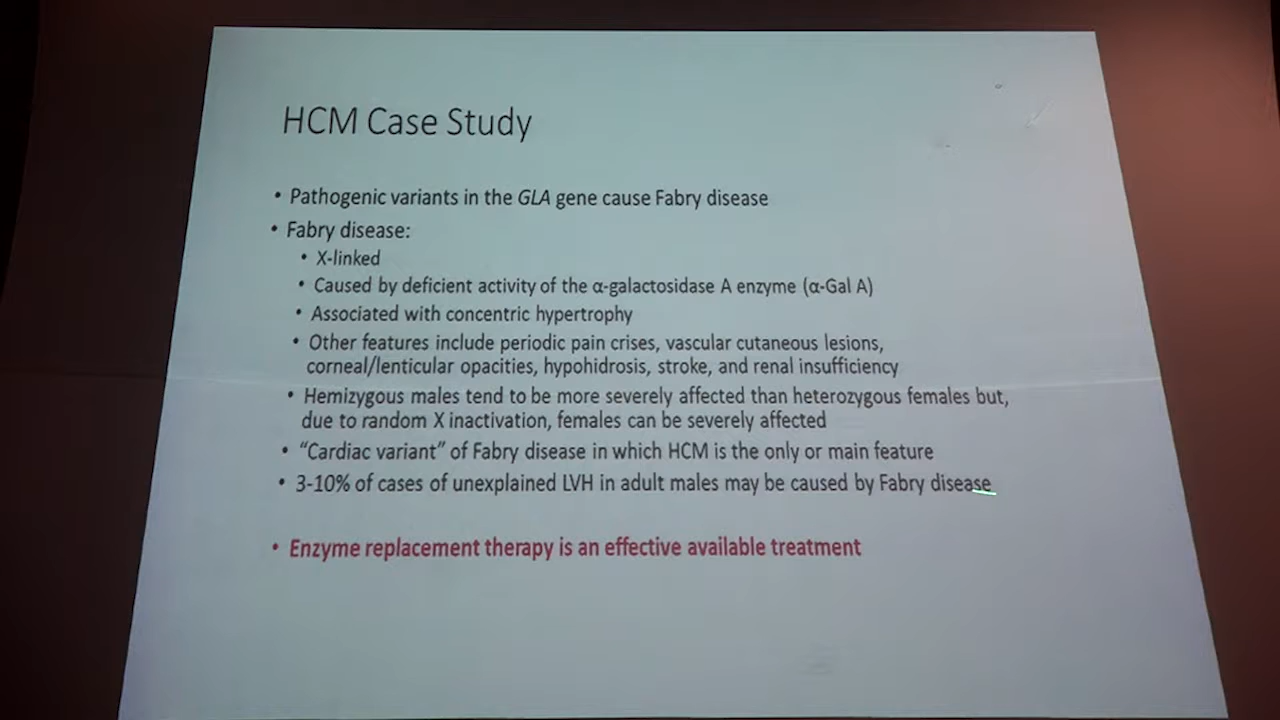 HCM Case Study
• Pathogenic variants in the GLA gene cause Fabry disease
• Fabry disease:
• X-linked
• Caused by deficient activity of the α-galactosidase A enzyme (α-Gal A)
• Associated with concentric hypertrophy
• Other features include periodic pain crises, vascular cutaneous lesions,
corneal/lenticular opacities, hypohidrosis, stroke, and renal insufficiency
• Hemizygous males tend to be more severely affected than heterozygous females but,
due to random X inactivation, females can be severely affected
• “Cardiac variant” of Fabry disease in which HCM is the only or main feature
• 3-10% of cases of unexplained LVH in adult males may be caused by Fabry disease
• Enzyme replacement therapy is an effective available treatment